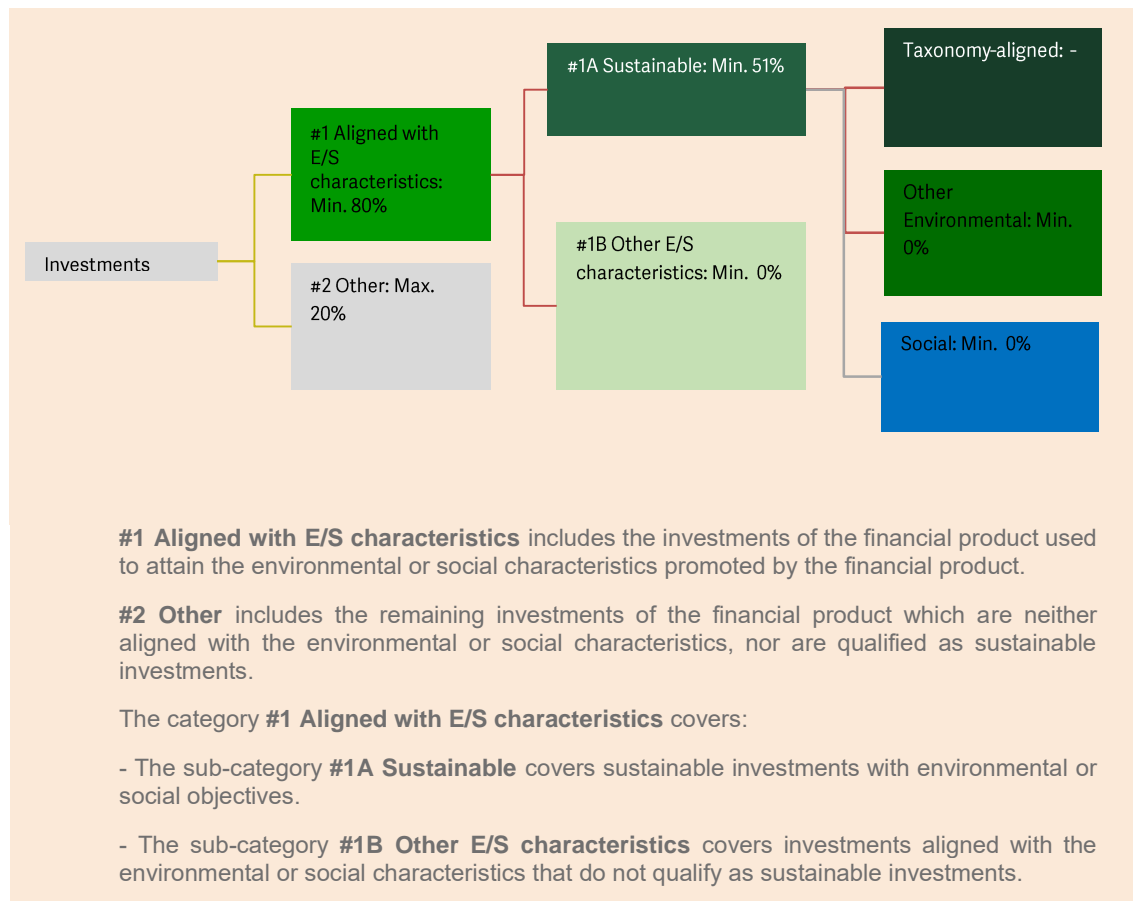 Investments
#1 Aligned with
E/S
characteristics:
Min. 80%
#2 Other: Max.
20%
#1A Sustainable: Min. 51%
#1B Other E/S
characteristics: Min. 0%
Taxonomy-aligned: -
Other
Environmental: Min.
0%
Social: Min. 0%
#1 Aligned with E/S characteristics includes the investments of the financial product used
to attain the environmental or social characteristics promoted by the financial product.
#2 Other includes the remaining investments of the financial product which are neither
aligned with the environmental or social characteristics, nor are qualified as sustainable
investments.
The category #1 Aligned with E/S characteristics covers:
- The sub-category #1A Sustainable covers sustainable investments with environmental or
social objectives.
- The sub-category #1B Other E/S characteristics covers investments aligned with the
environmental or social characteristics that do not qualify as sustainable investments.